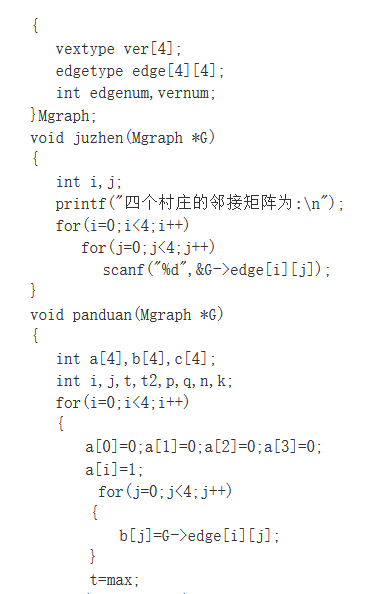 {
vextype ver[4];
edgetype edge[4][4];
int edgenum,vernum;
}Mgraph;
void juzhen(Mgraph *G)
{
int i,j;
printf("四个村庄的邻接矩阵为:\n");
for(i=0;i<4;i++)
for(j=0;j<4;j++)
scanf("%d",&G->edge[i][j]);
}
void panduan(Mgraph *G)
{
int a[4],b[4],c[4];
int i,j,t,t2,p,q,n,k;
for(i=0;i<4;i++)
{
a[0]=0;a[1]=0;a[2]=0;a[3]=0;
a[i]=1;
for(j=0;j<4;j++)
{
b[j]=G->edge[i][j];
}
t=max;